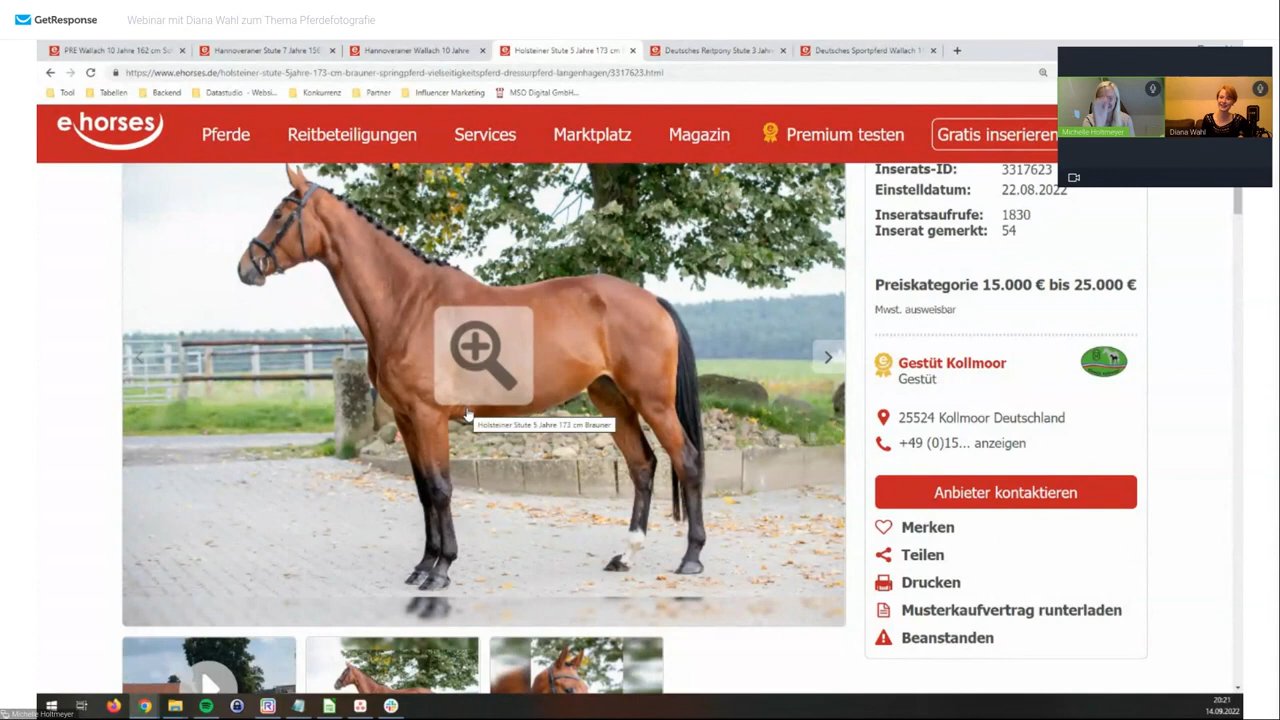 GetResponse
Webinar mit Diana Wahl zum Thema Pferdefotografie
PRE Wallach 10 Jahre 162 cm
Hannoveraner Stute 7 Jahre
Hannoveraner Wallach 10 Jahre
Holsteiner Stute 5 Jahre 173 cm
Deutsches Reitpony Stute 3 Jahr
Deutsches Sportpferd Wallach
https://www.ehorses.de/holsteiner-stute-5jahre-173-cm-brauner-springpferd-vielseitigkeitspferd-dressurpferd-langenhagen/3317623.html
Tool
Tabellen
Backend
Datastudio - Websi...
Konkurrenz
Partner
Influencer Marketing
MSO Digital GmbH...
Michelle Holtmeyer
Diana Wahl
ehorses
Pferde
Reitbeteiligungen
Services
Marktplatz
Magazin
Premium testen
Gratis inserieren
Inserats-ID: 3317623
Einstelldatum: 22.08.2022
Inseratsaufrufe: 1830
Inserat gemerkt: 54
Preiskategorie 15.000 € bis 25.000 €
Mwst. ausweisbar
Gestüt Kollmoor
Gestüt
25524 Kollmoor Deutschland
+49 (0)15... anzeigen
Holsteiner Stute 5 Jahre 173 cm Brauner
Anbieter kontaktieren
Merken
Teilen
Drucken
Musterkaufvertrag runterladen
Beanstanden
20:21
14.09.2022
Michelle Holtmeyer